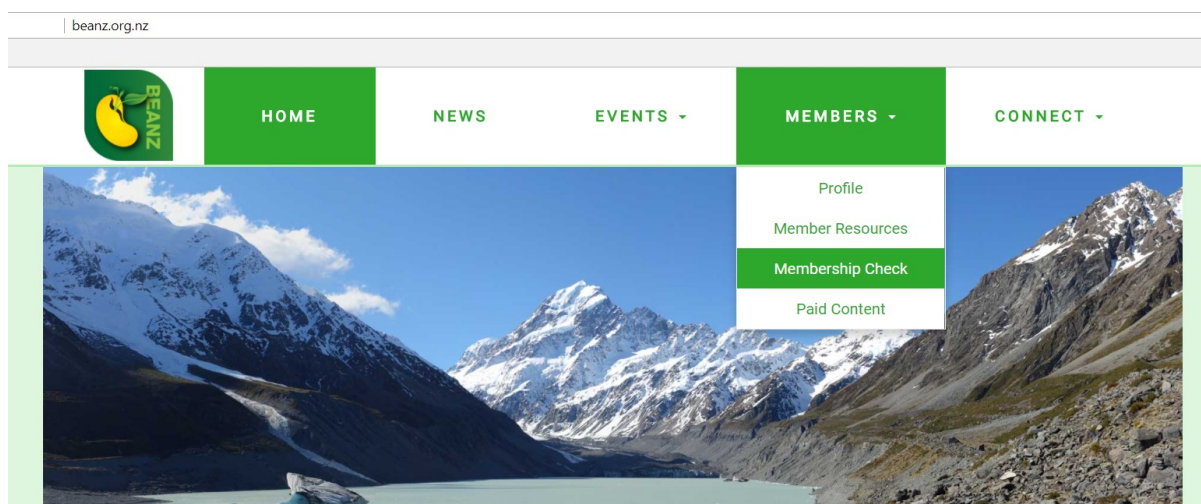 beanz.org.nz
BEANZ
HOME NEWS EVENTS MEMBERS CONNECT
Profile
Member Resources
Membership Check
Paid Content